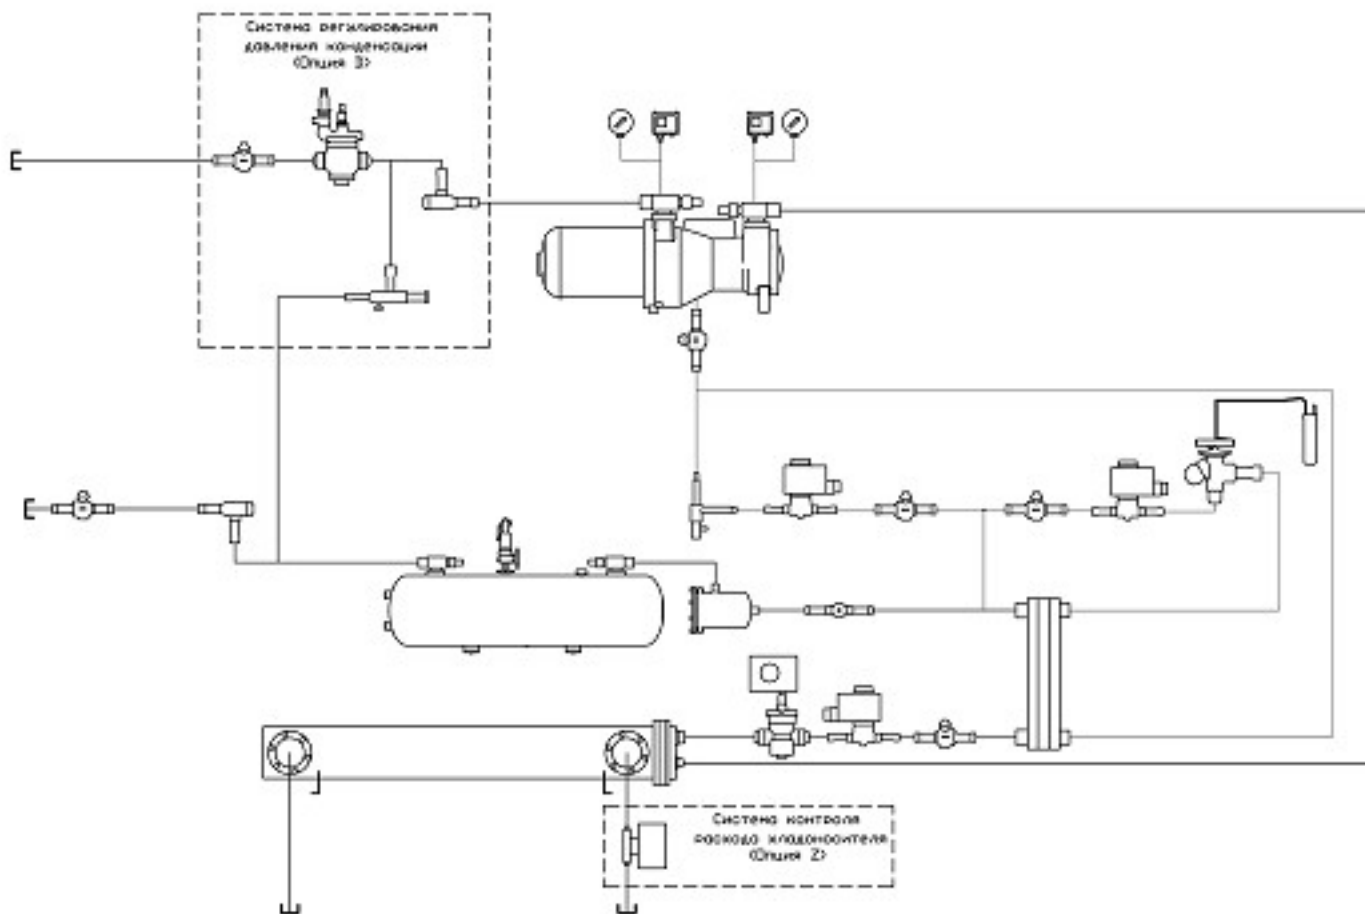 Система регулирования
давления конденсации
(Опция 3)
Система контроля
расхода хладоносителя
(Опция 2)